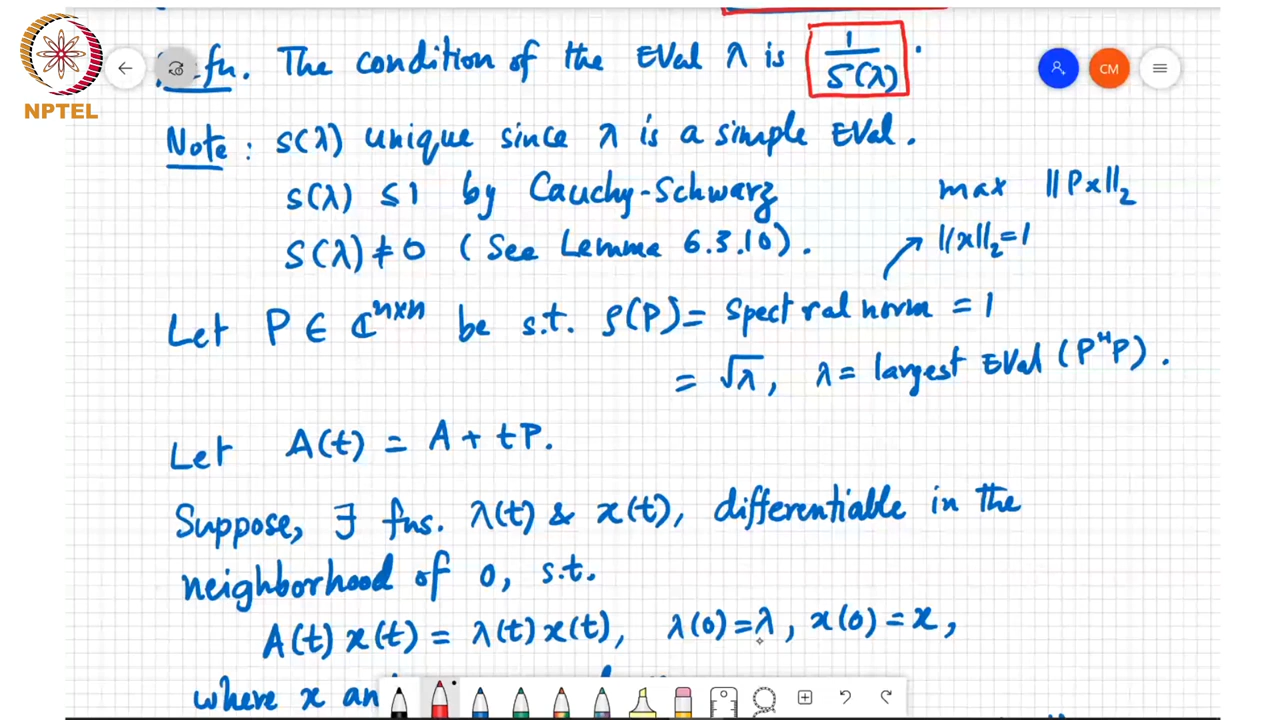 Defn. The condition of the EVal λ is 1/S(λ).
NPTEL
CM
Note: S(λ) unique since λ is a simple EVal.
S(λ) ≤ 1 by Cauchy-Schwarz
max ||Px||₂
||x||₂=1
S(λ) ≠ 0 (See Lemma 6.3.10).
Let P ∈ ℂⁿˣⁿ be s.t. ρ(P) = Spectral norm = 1
= √λ, λ = largest EVal (PᴴP).
Let A(t) = A + tP.
Suppose, ∃ fns. λ(t) & x(t), differentiable in the
neighborhood of 0, s.t.
A(t) x(t) = λ(t) x(t), λ(0) = λ, x(0) = x,
where x